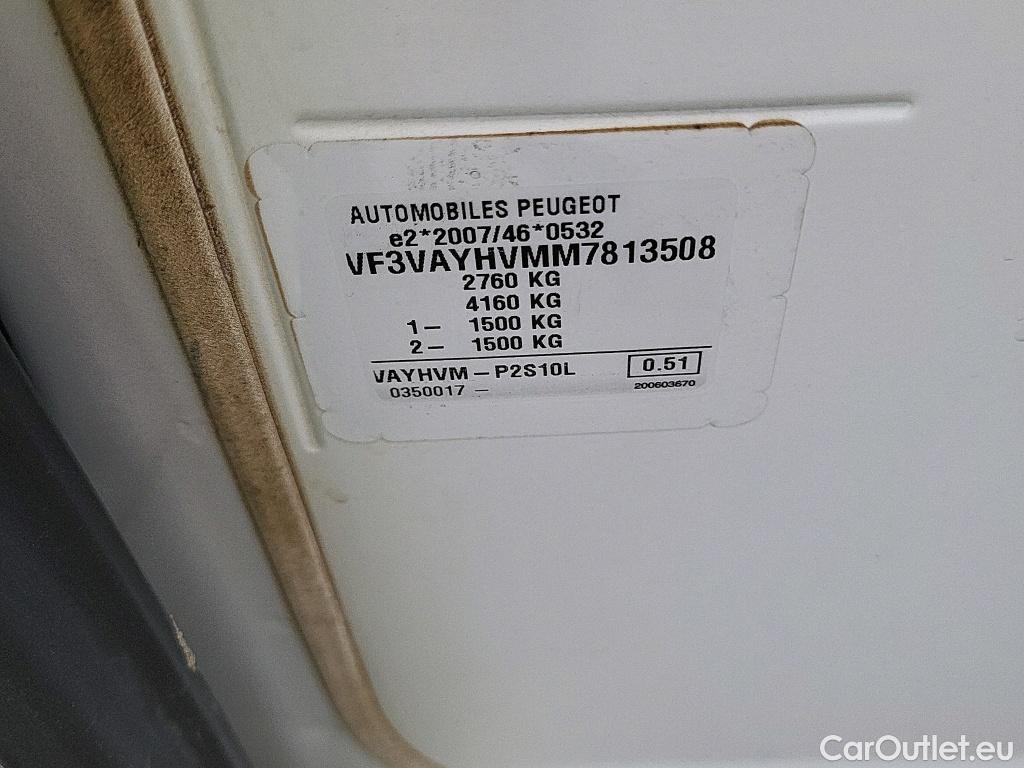 AUTOMOBILES PEUGEOT
e2*2007/46*0532
VF3VAYHVMM7813508
2760 KG
4160 KG
1- 1500 KG
2- 1500 KG
VAYHVM-P2S10L 0.51
0350017 - 200603670
CarOutlet.eu